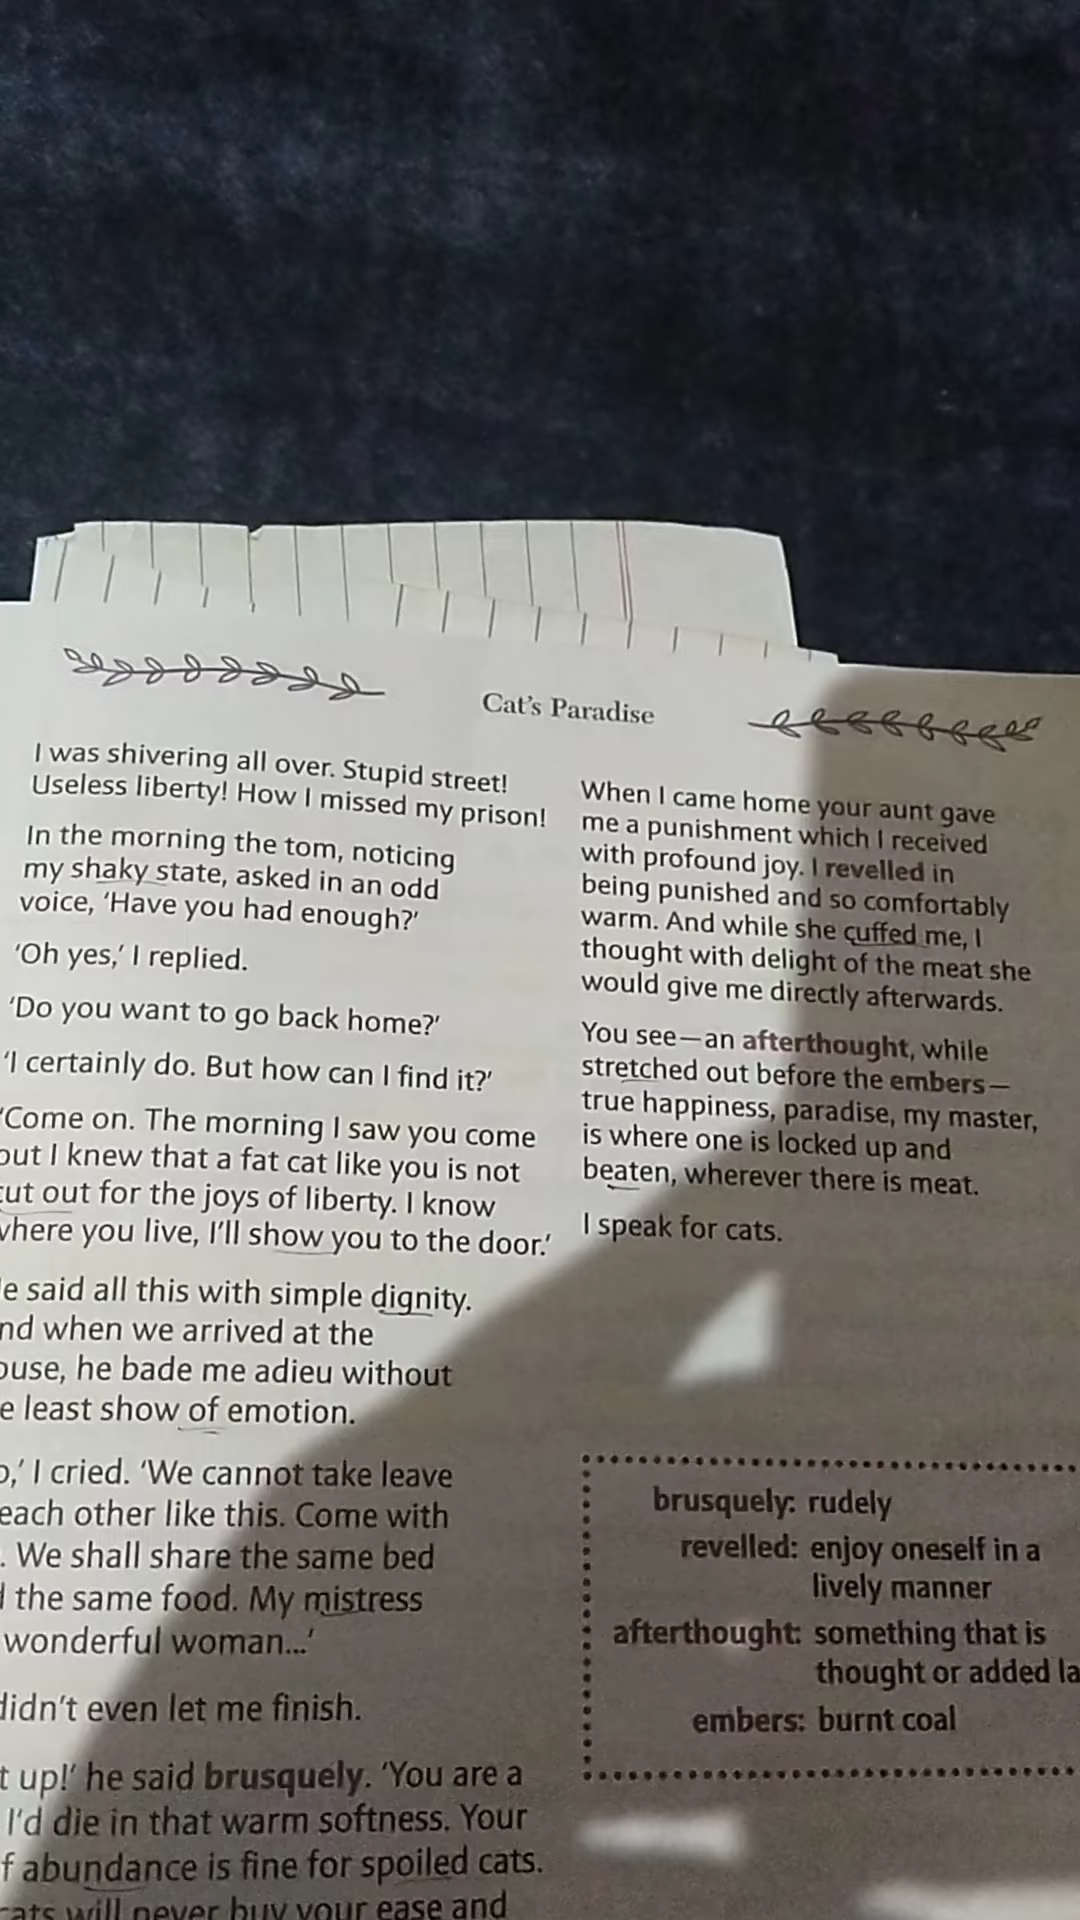 Cat's Paradise
I was shivering all over. Stupid street!
Useless liberty! How I missed my prison!
In the morning the tom, noticing
my shaky state, asked in an odd
voice, 'Have you had enough?'
'Oh yes,' I replied.
'Do you want to go back home?'
'I certainly do. But how can I find it?'
'Come on. The morning I saw you come
out I knew that a fat cat like you is not
cut out for the joys of liberty. I know
where you live, I'll show you to the door.'
e said all this with simple dignity.
nd when we arrived at the
ouse, he bade me adieu without
e least show of emotion.
o,' I cried. 'We cannot take leave
each other like this. Come with
. We shall share the same bed
d the same food. My mistress
wonderful woman...'
didn't even let me finish.
t up!' he said brusquely. 'You are a
I'd die in that warm softness. Your
f abundance is fine for spoiled cats.
cats will never buy your ease and
When I came home your aunt gave
me a punishment which I received
with profound joy. I revelled in
being punished and so comfortably
warm. And while she cuffed me, I
thought with delight of the meat she
would give me directly afterwards.
You see—an afterthought, while
stretched out before the embers—
true happiness, paradise, my master,
is where one is locked up and
beaten, wherever there is meat.
I speak for cats.
brusquely: rudely
revelled: enjoy oneself in a
lively manner
afterthought: something that is
thought or added la
embers: burnt coal